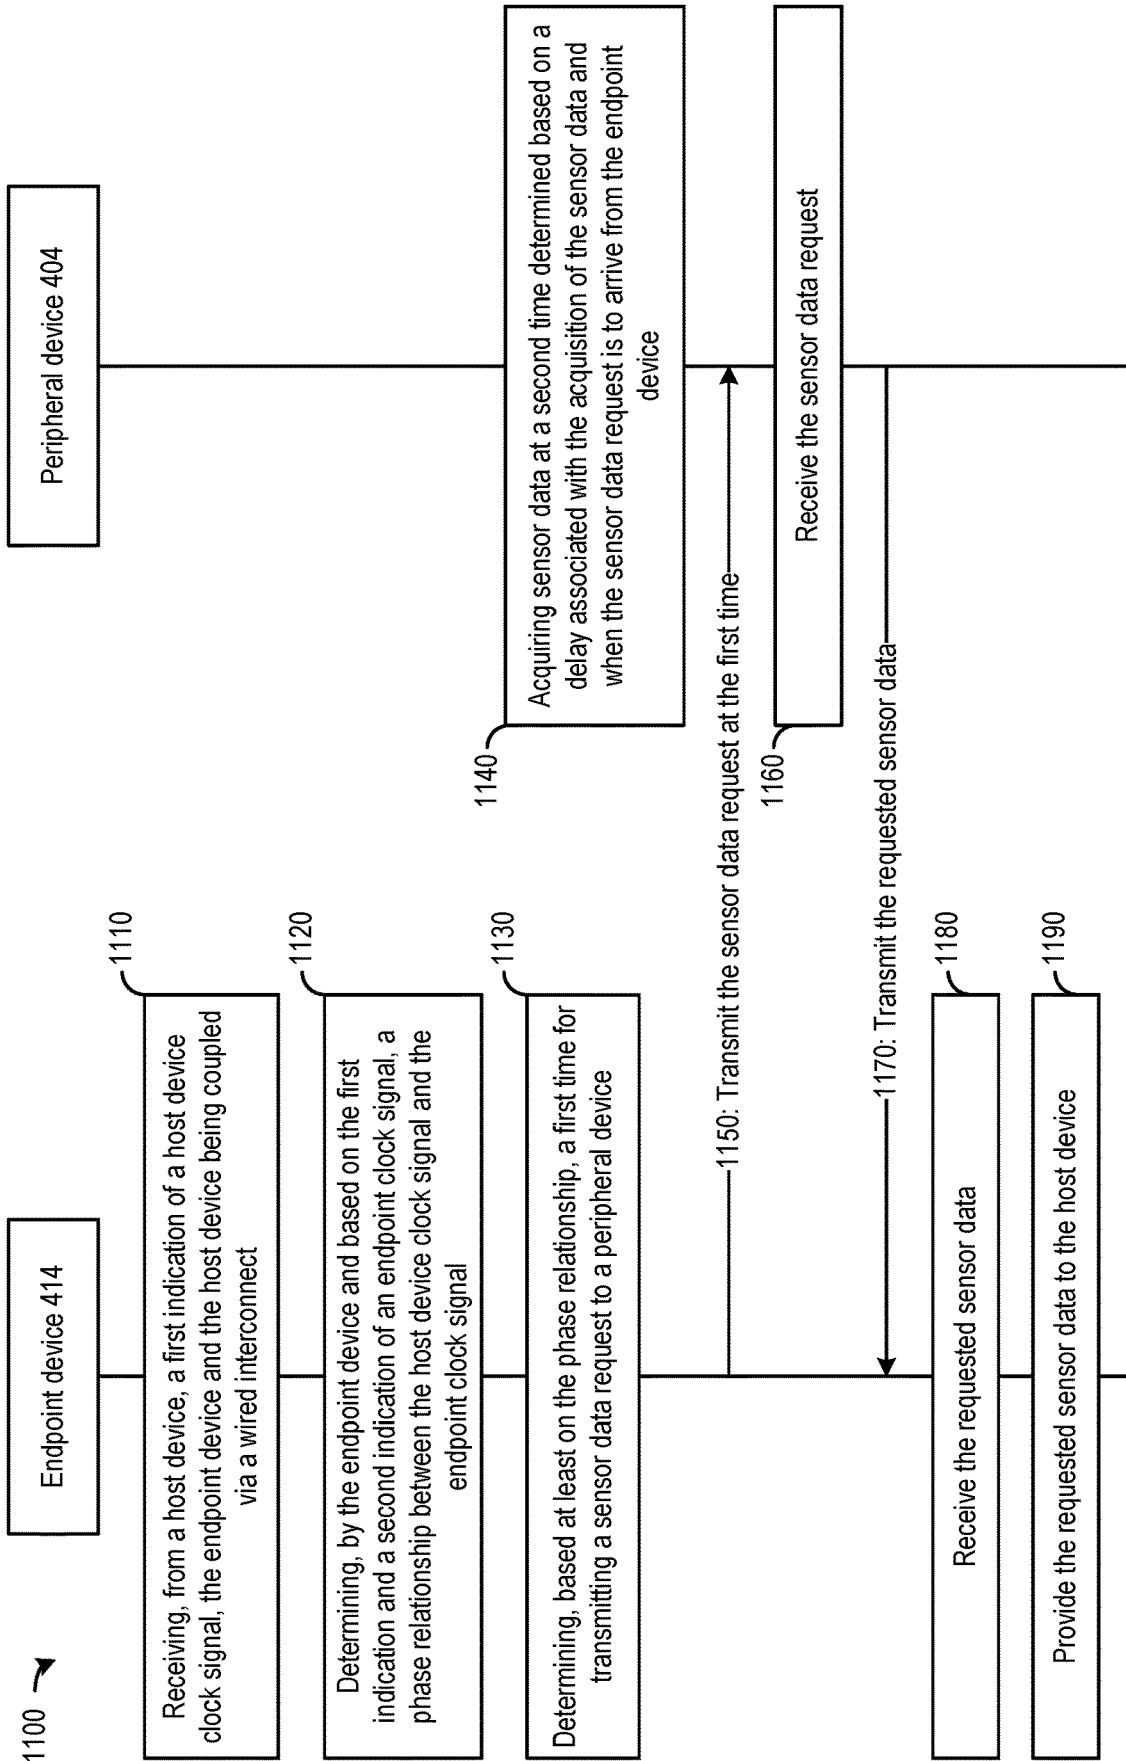 1100
Endpoint device 414
Peripheral device 404
1110
Receiving, from a host device, a first indication of a host device
clock signal, the endpoint device and the host device being coupled
via a wired interconnect
1120
Determining, by the endpoint device and based on the first
indication and a second indication of an endpoint clock signal, a
phase relationship between the host device clock signal and the
endpoint clock signal
1130
Determining, based at least on the phase relationship, a first time for
transmitting a sensor data request to a peripheral device
1140
Acquiring sensor data at a second time determined based on a
delay associated with the acquisition of the sensor data and
when the sensor data request is to arrive from the endpoint
device
1150: Transmit the sensor data request at the first time
1160
Receive the sensor data request
1170: Transmit the requested sensor data
1180
Receive the requested sensor data
1190
Provide the requested sensor data to the host device